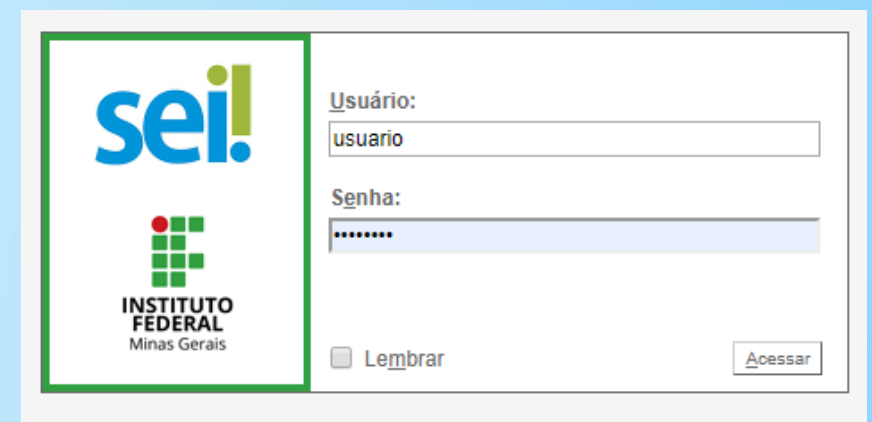 sei!
INSTITUTO
FEDERAL
Minas Gerais
Usuário:
usuario
Senha:
••••••••
Lembrar
Acessar